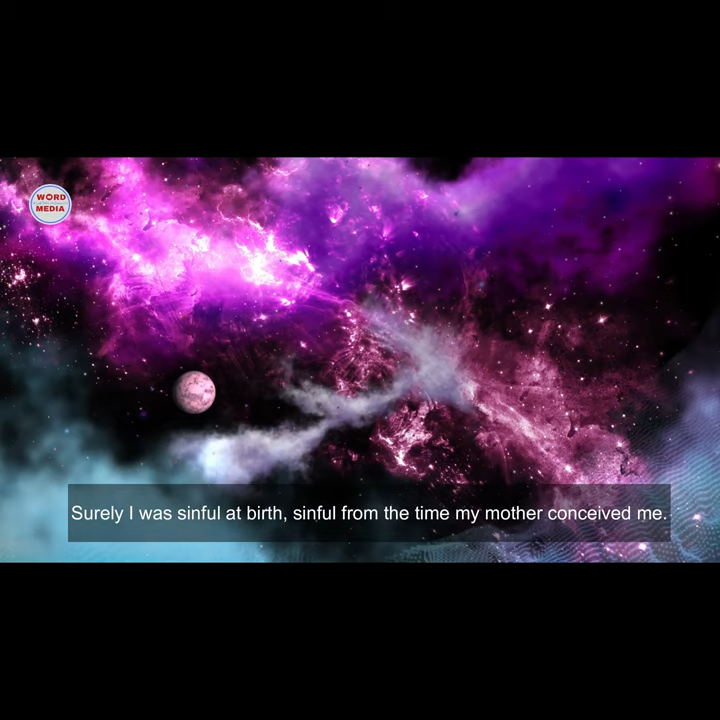 WORD
MEDIA
Surely I was sinful at birth, sinful from the time my mother conceived me.